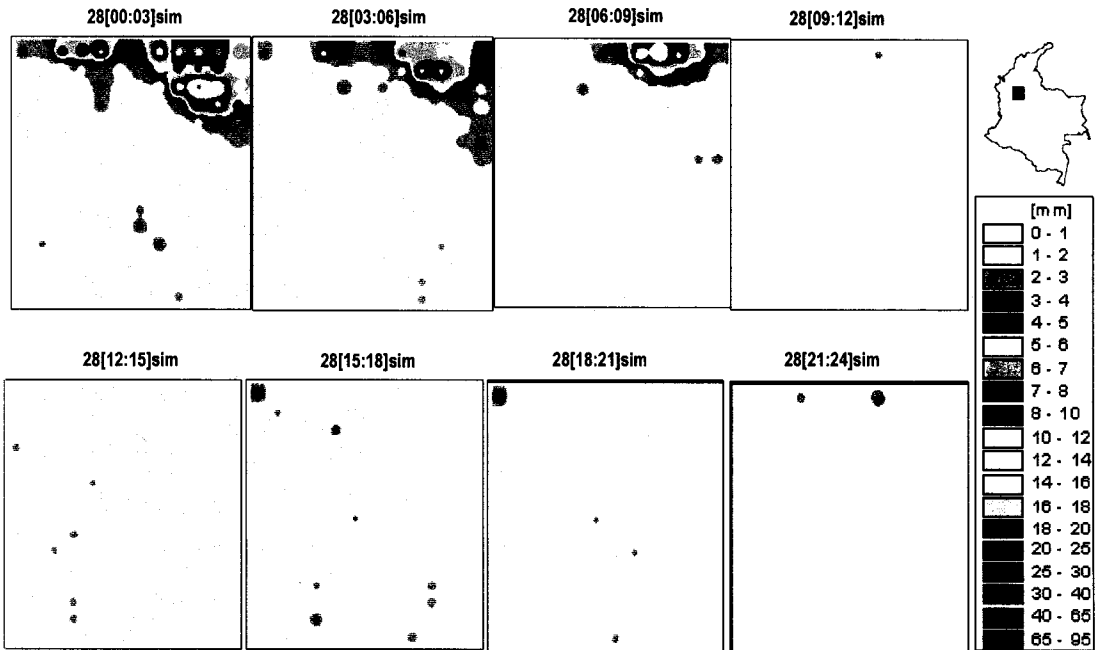 28[00:03]sim
28[03:06]sim
28[06:09]sim
28[09:12]sim
28[12:15]sim
28[15:18]sim
28[18:21]sim
28[21:24]sim
[mm]
0 - 1
1 - 2
2 - 3
3 - 4
4 - 5
5 - 6
6 - 7
7 - 8
8 - 10
10 - 12
12 - 14
14 - 16
16 - 18
18 - 20
20 - 25
25 - 30
30 - 40
40 - 65
65 - 95